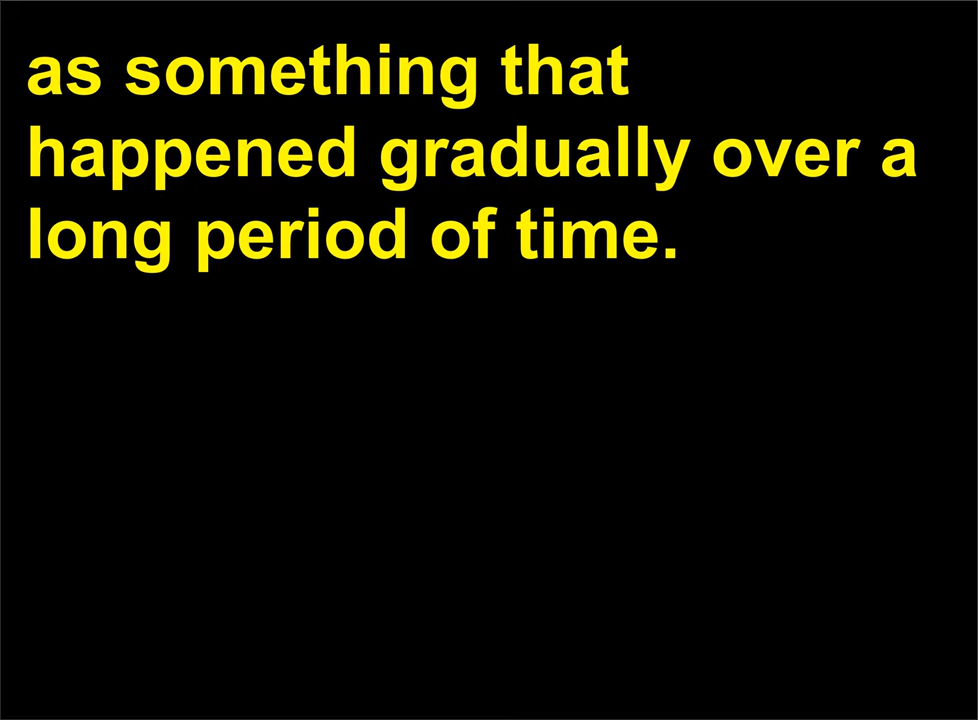 as something that
happened gradually over a
long period of time.